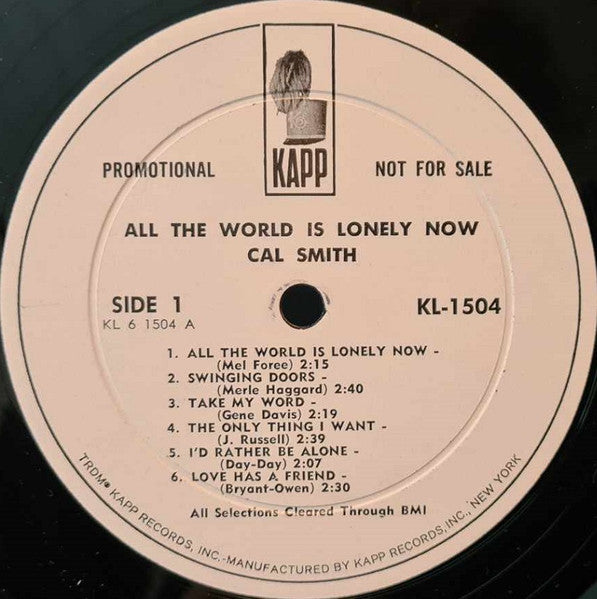 KAPP
PROMOTIONAL
NOT FOR SALE
ALL THE WORLD IS LONELY NOW
CAL SMITH
SIDE 1
KL-1504
KL 6 1504 A
1. ALL THE WORLD IS LONELY NOW -
(Mel Foree) 2:15
2. SWINGING DOORS -
(Merle Haggard) 2:40
3. TAKE MY WORD -
(Gene Davis) 2:19
4. THE ONLY THING I WANT -
(J. Russell) 2:39
5. I'D RATHER BE ALONE -
(Day-Day) 2:07
6. LOVE HAS A FRIEND -
(Bryant-Owen) 2:30
All Selections Cleared Through BMI
TRDM® KAPP RECORDS, INC.-MANUFACTURED BY KAPP RECORDS, INC., NEW YORK